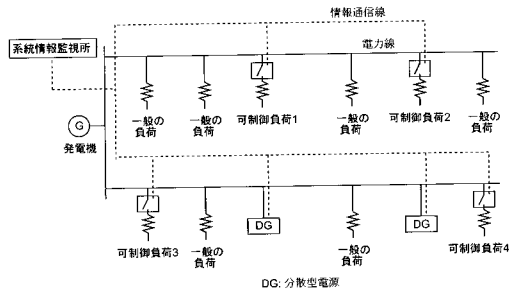 情報通信線
系統情報監視所
電力線
一般の
負荷
一般の
負荷
可制御負荷1
一般の
負荷
可制御負荷2
一般の
負荷
G
発電機
可制御負荷3
一般の
負荷
DG
一般の
負荷
DG
可制御負荷4
DG: 分散型電源